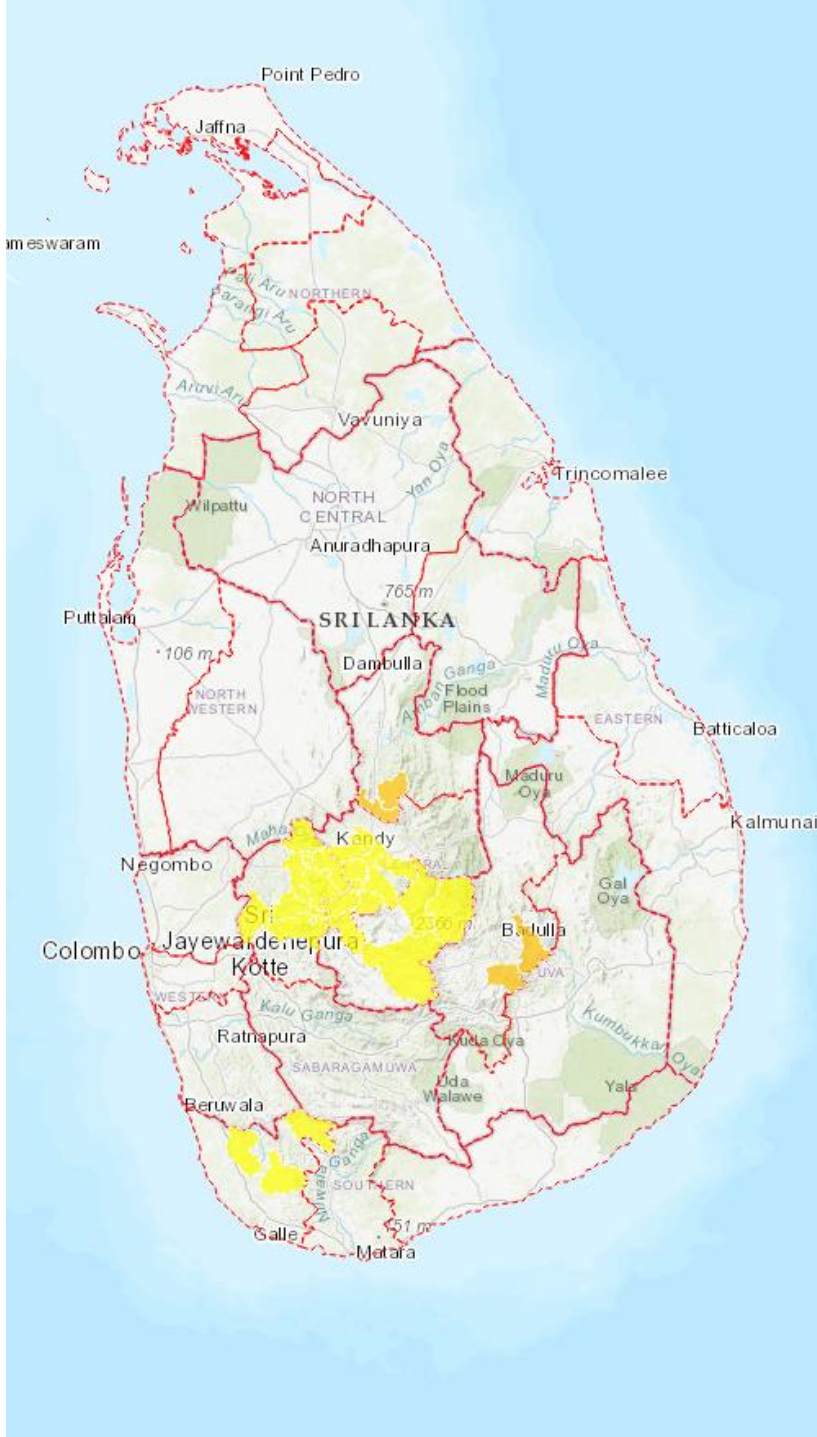 Point Pedro
Jaffna
ameswaram
Pali Aru
NORTHERN
Parangi Aru
Aruvi Aru
Vavuniya
Yan Oya
Trincomalee
Wilpattu
NORTH
CENTRAL
Anuradhapura
765 m
Puttalam
SRI LANKA
106 m
Dambulla
Maduru Oya
Amban Ganga
Flood
Plains
NORTH
WESTERN
EASTERN
Batticaloa
Maduru
Oya
Kalmunai
Kandy
Negombo
Gal
Oya
Sri
Jayewardenepura
Kotte
2366 m
Badulla
UVA
Colombo
WESTERN
Kalu Ganga
Kumbukkan Oya
Ratnapura
Kuda Oya
SABARAGAMUWA
Uda
Walawe
Yala
Beruwala
Nilwala Ganga
SOUTHERN
Galle
151 m
Matara